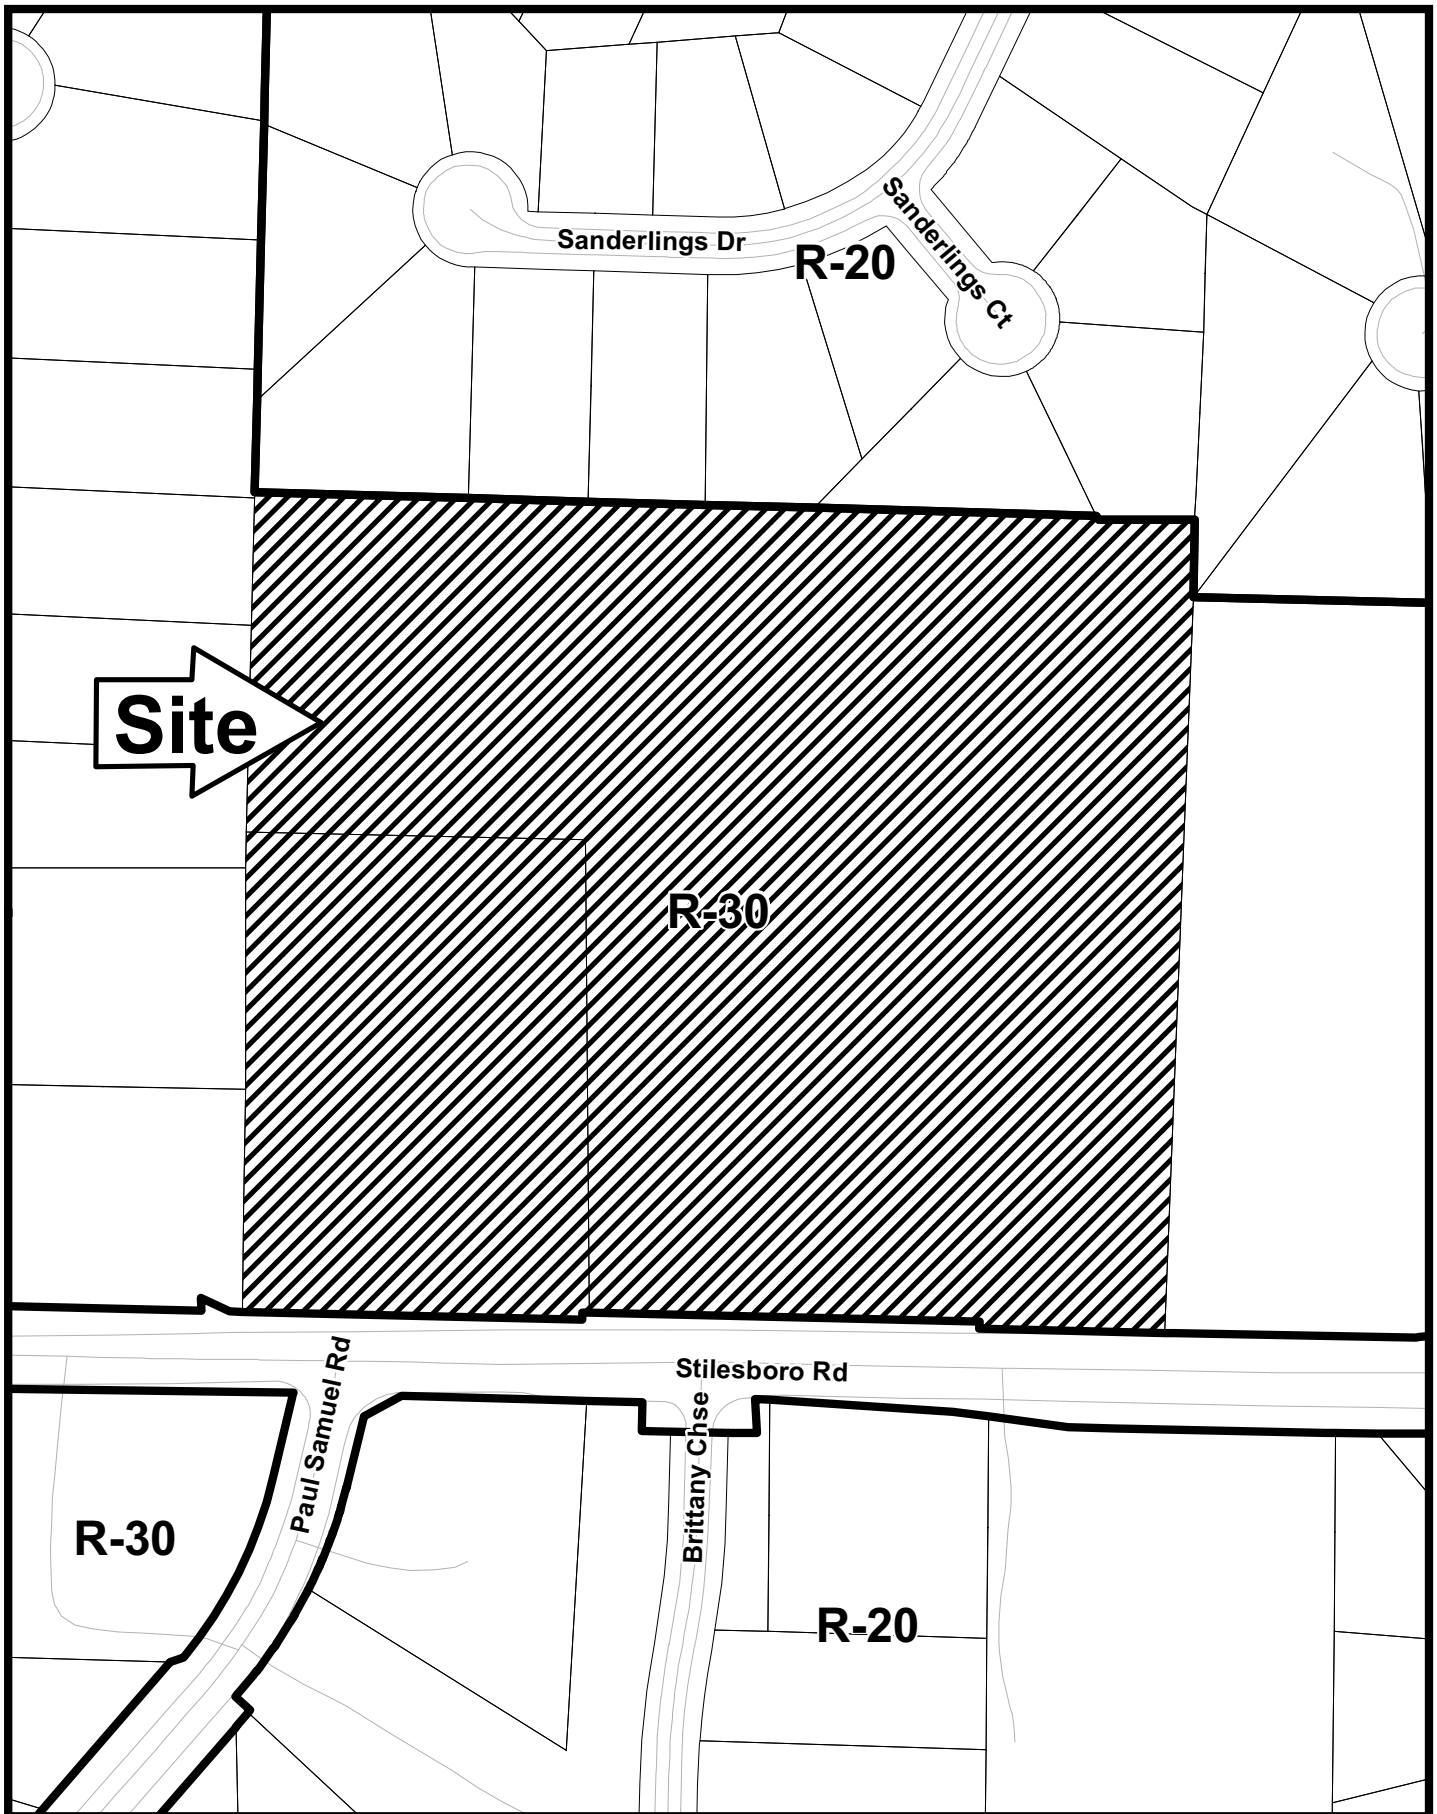 Sanderlings Dr
R-20
Sanderlings Ct
Site
R-30
Stilesboro Rd
Paul Samuel Rd
Brittany Chse
R-30
R-20